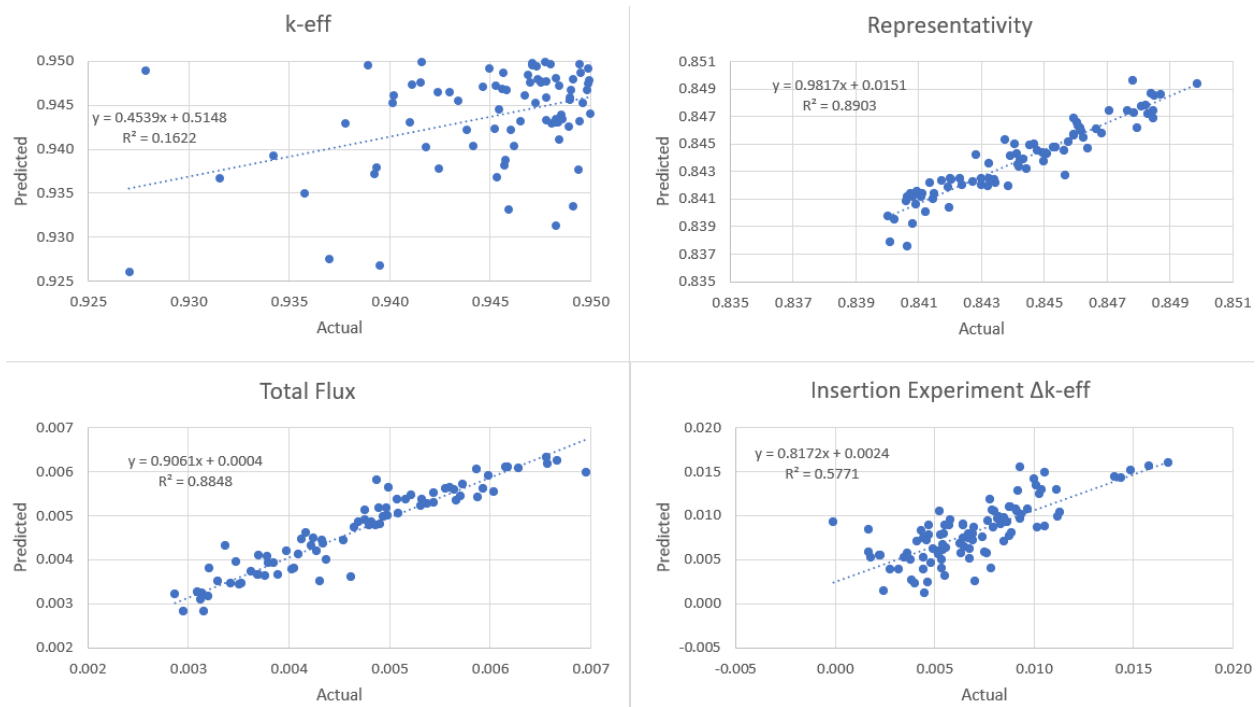 k-eff
Predicted
0.950
0.945
0.940
0.935
0.930
0.925
y = 0.4539x + 0.5148
R² = 0.1622
0.925 0.930 0.935 0.940 0.945 0.950
Actual
Representativity
Predicted
0.851
0.849
0.847
0.845
0.843
0.841
0.839
0.837
0.835
y = 0.9817x + 0.0151
R² = 0.8903
0.835 0.837 0.839 0.841 0.843 0.845 0.847 0.849 0.851
Actual
Total Flux
Predicted
0.007
0.006
0.005
0.004
0.003
0.002
y = 0.9061x + 0.0004
R² = 0.8848
0.002 0.003 0.004 0.005 0.006 0.007
Actual
Insertion Experiment Δk-eff
Predicted
0.020
0.015
0.010
0.005
0.000
-0.005
y = 0.8172x + 0.0024
R² = 0.5771
-0.005 0.000 0.005 0.010 0.015 0.020
Actual